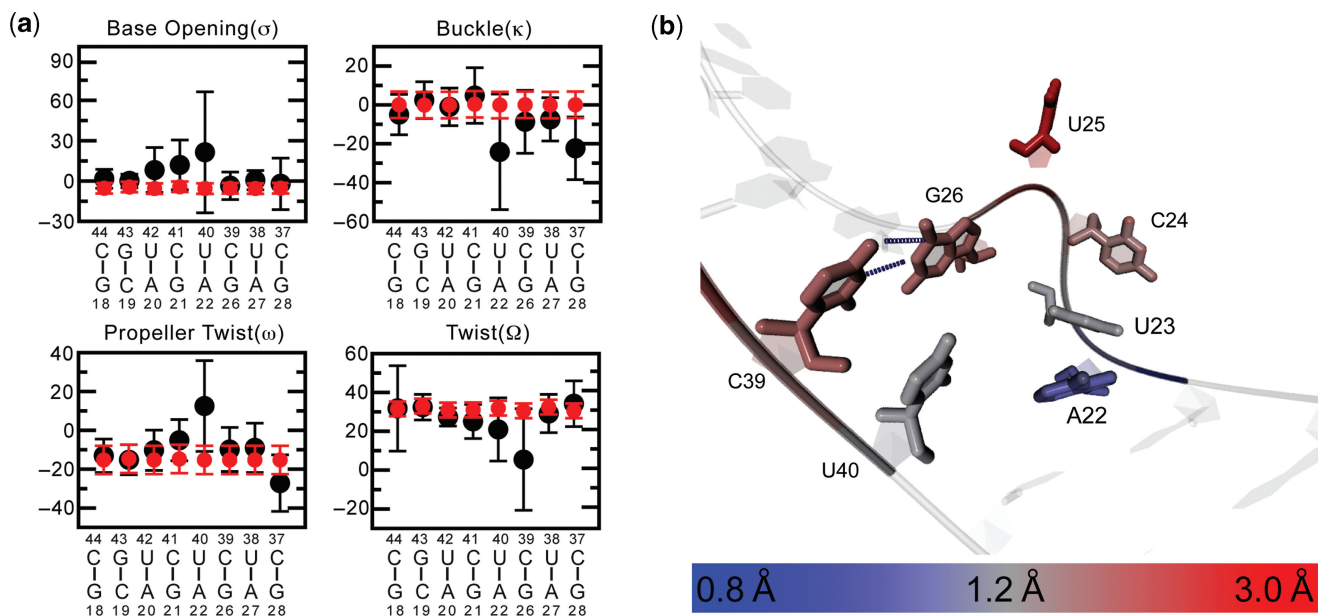 (a)
Base Opening(σ)
90
60
30
0
−30
44 43 42 41 40 39 38 37
C G U C U C U C
G C A G A G A G
18 19 20 21 22 26 27 28
Buckle(κ)
20
0
−20
−40
−60
44 43 42 41 40 39 38 37
C G U C U C U C
G C A G A G A G
18 19 20 21 22 26 27 28
Propeller Twist(ω)
40
20
0
−20
−40
44 43 42 41 40 39 38 37
C G U C U C U C
G C A G A G A G
18 19 20 21 22 26 27 28
Twist(Ω)
60
40
20
0
−20
44 43 42 41 40 39 38 37
C G U C U C U C
G C A G A G A G
18 19 20 21 22 26 27 28
(b)
U25
G26
C24
U23
C39
A22
U40
0.8 Å 1.2 Å 3.0 Å